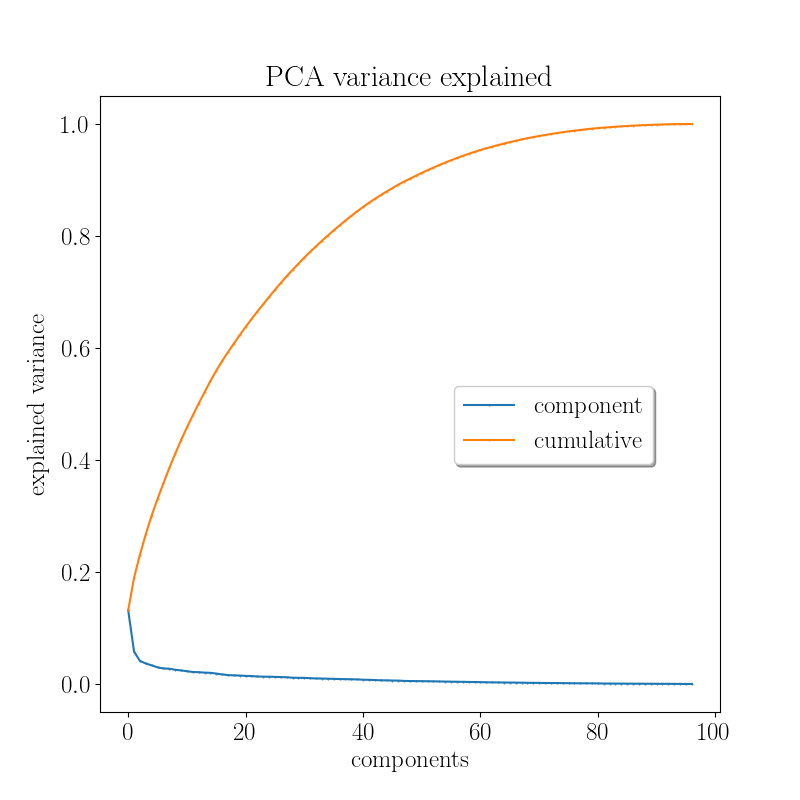 PCA variance explained
1.0
0.8
0.6
0.4
0.2
0.0
explained variance
component
cumulative
0 20 40 60 80 100
components